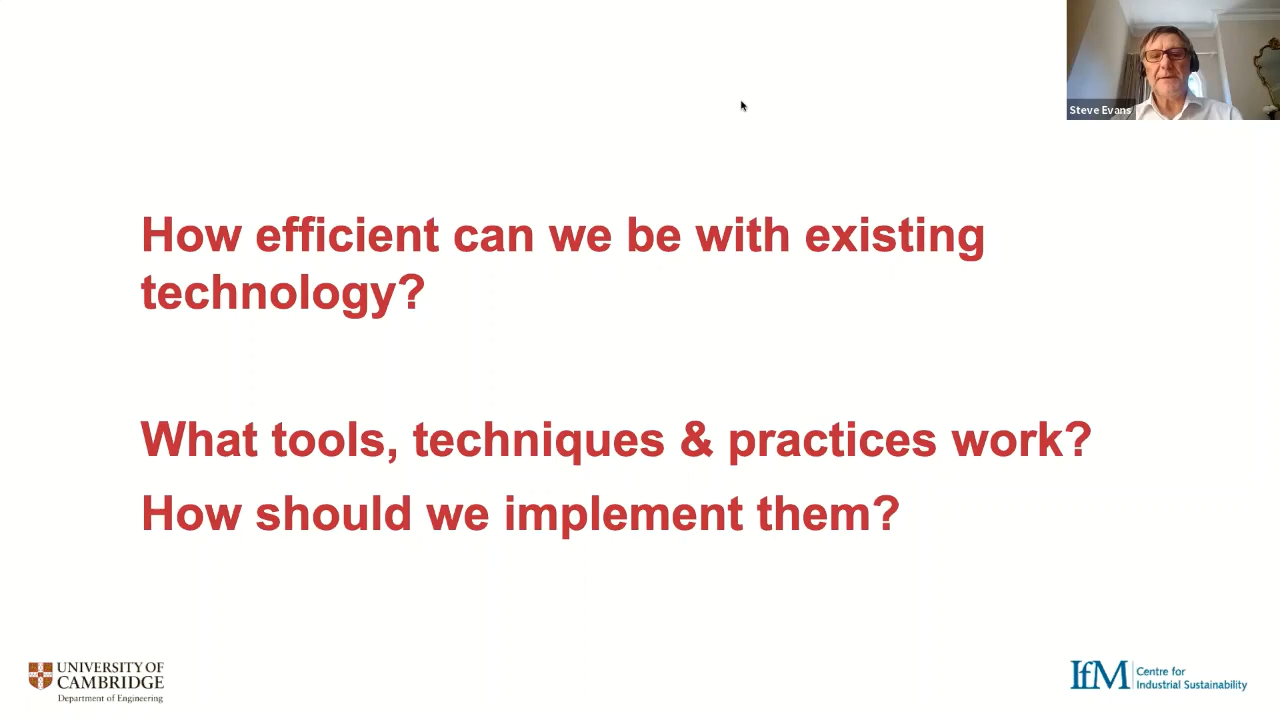 Steve Evans
How efficient can we be with existing
technology?
What tools, techniques & practices work?
How should we implement them?
UNIVERSITY OF
CAMBRIDGE
Department of Engineering
IfM
Centre for
Industrial Sustainability